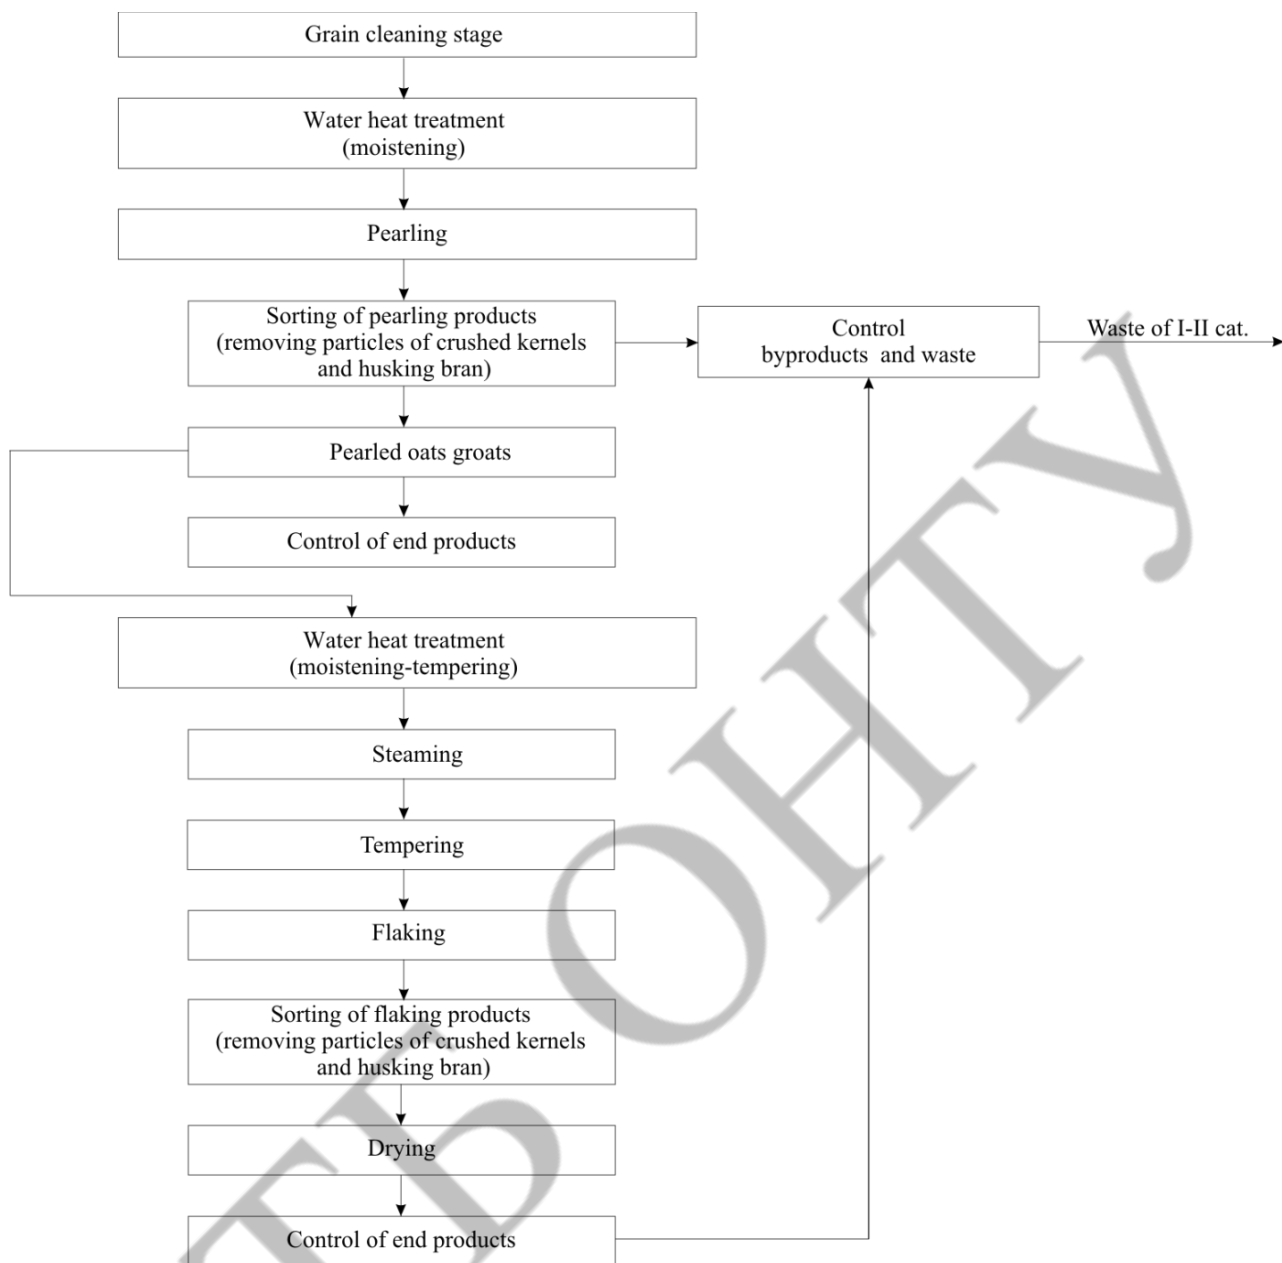 Grain cleaning stage
Water heat treatment
(moistening)
Pearling
Sorting of pearling products
(removing particles of crushed kernels
and husking bran)
Control
byproducts and waste
Waste of I-II cat.
Pearled oats groats
Control of end products
Water heat treatment
(moistening-tempering)
Steaming
Tempering
Flaking
Sorting of flaking products
(removing particles of crushed kernels
and husking bran)
Drying
Control of end products
ТЬ ОНТУ